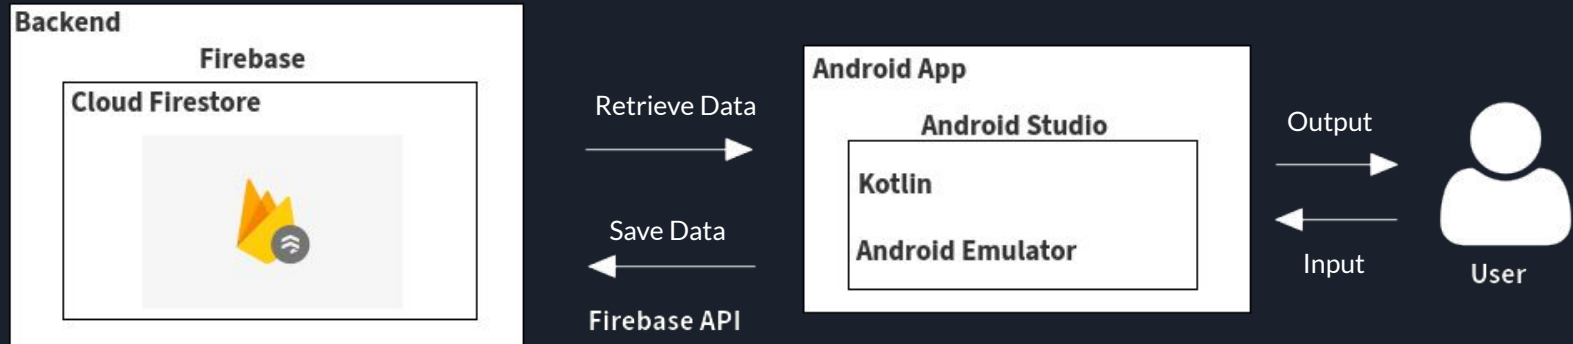 Backend
Firebase
Cloud Firestore
Retrieve Data
Save Data
Firebase API
Android App
Android Studio
Kotlin
Android Emulator
Output
Input
User